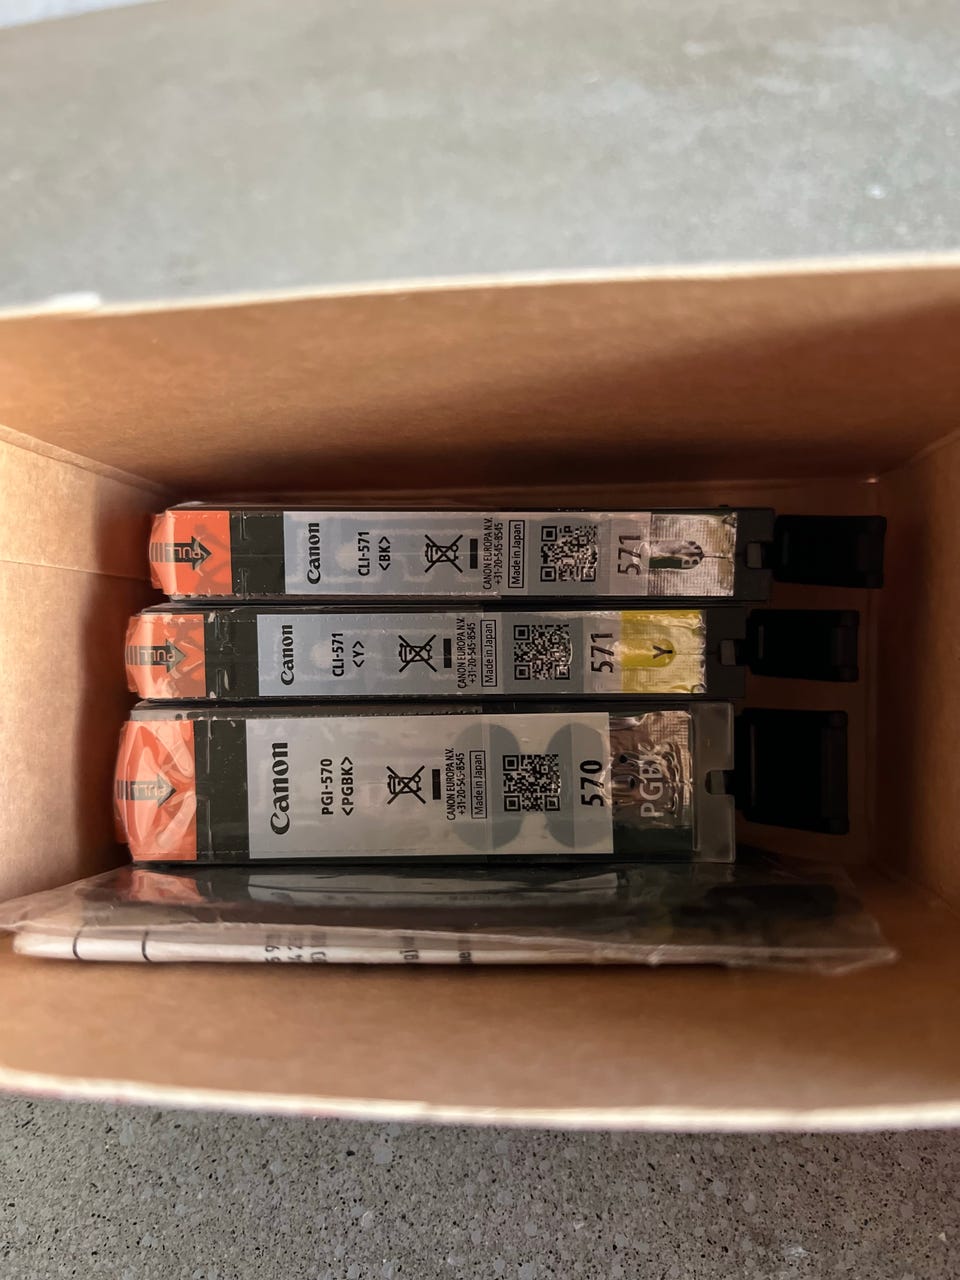 PULL
Canon
CLI-571
<BK>
CANON EUROPA N.V.
+31-20-545-8545
Made in Japan
571
PULL
Canon
CLI-571
<Y>
CANON EUROPA N.V.
+31-20-545-8545
Made in Japan
571
Y
PULL
Canon
PGI-570
<PGBK>
CANON EUROPA N.V.
+31-20-545-8545
Made in Japan
570
PGBK